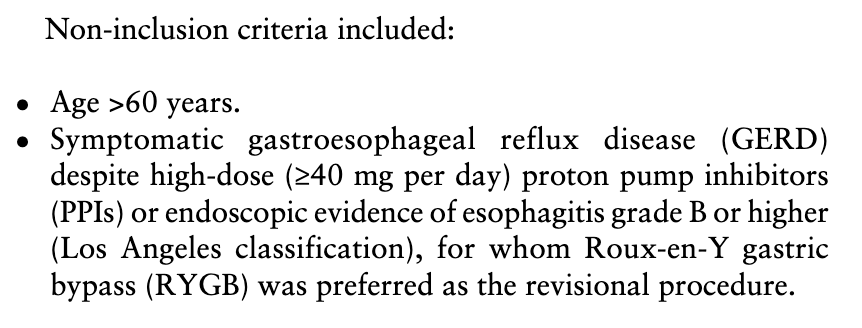 Non-inclusion criteria included:
• Age >60 years.
• Symptomatic gastroesophageal reflux disease (GERD)
despite high-dose (≥40 mg per day) proton pump inhibitors
(PPIs) or endoscopic evidence of esophagitis grade B or higher
(Los Angeles classification), for whom Roux-en-Y gastric
bypass (RYGB) was preferred as the revisional procedure.